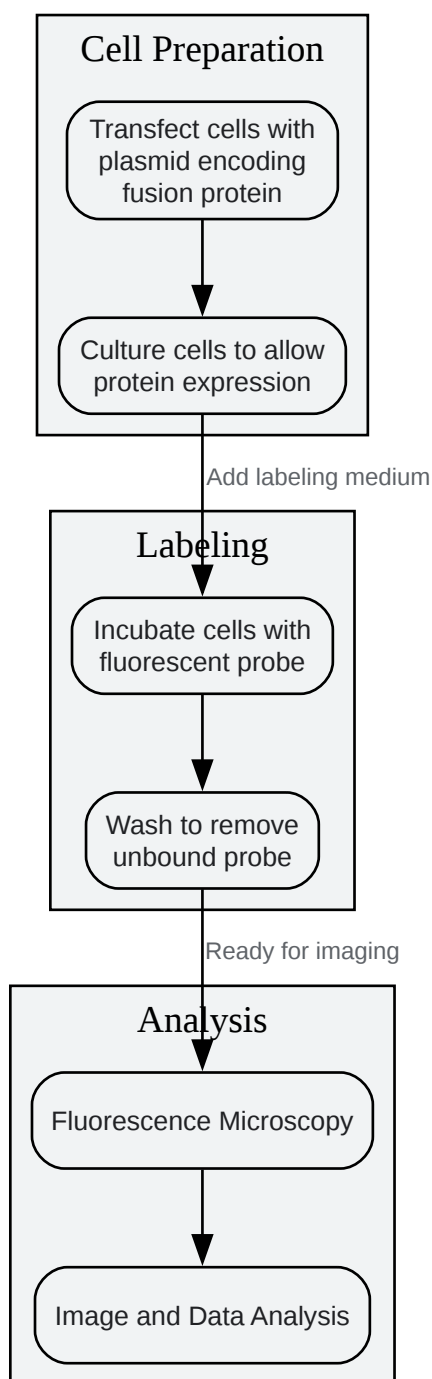 Cell Preparation
Transfect cells with
plasmid encoding
fusion protein
Culture cells to allow
protein expression
Add labeling medium
Labeling
Incubate cells with
fluorescent probe
Wash to remove
unbound probe
Ready for imaging
Analysis
Fluorescence Microscopy
Image and Data Analysis